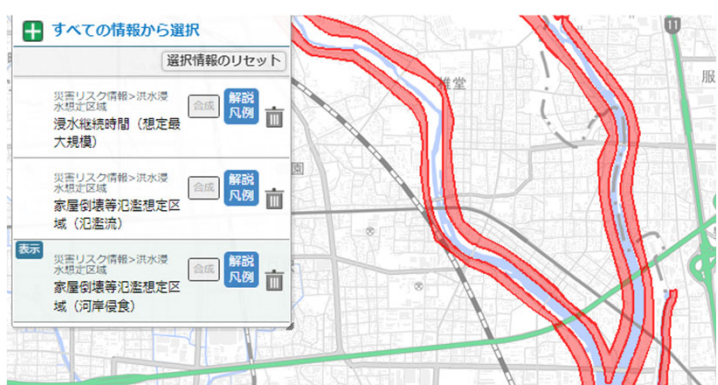 すべての情報から選択
選択情報のリセット
災害リスク情報>洪水浸
水想定区域
浸水継続時間（想定最
大規模）
合成
解説
凡例
災害リスク情報>洪水浸
水想定区域
家屋倒壊等氾濫想定区
域（氾濫流）
合成
解説
凡例
表示
災害リスク情報>洪水浸
水想定区域
家屋倒壊等氾濫想定区
域（河岸侵食）
合成
解説
凡例
11
服
堂